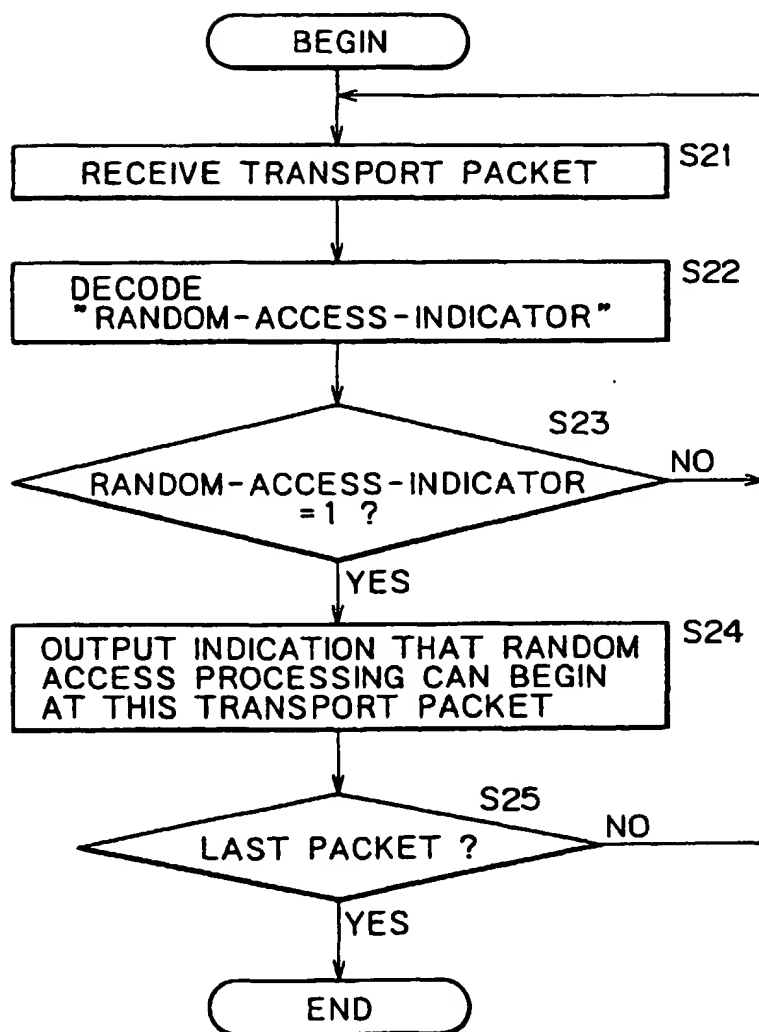 BEGIN
RECEIVE TRANSPORT PACKET
S21
DECODE
"RANDOM-ACCESS-INDICATOR"
S22
S23
RANDOM-ACCESS-INDICATOR
=1 ?
NO
YES
OUTPUT INDICATION THAT RANDOM
ACCESS PROCESSING CAN BEGIN
AT THIS TRANSPORT PACKET
S24
S25
LAST PACKET ?
NO
YES
END